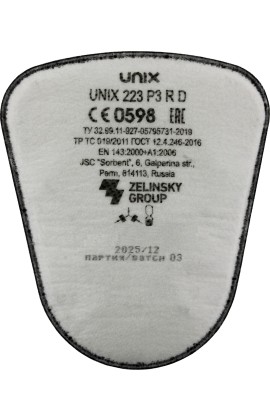 UNIX
UNIX 223 P3 R D
CE 0598 EAC
ТУ 32.99.11-927-05795731-2019
ТР ТС 019/2011 ГОСТ 12.4.246-2016
EN 143:2000+A1:2006
JSC "Sorbent", 6, Galperina str.,
Perm, 614113, Russia
ZELINSKY
GROUP
2025/12
партия/batch 03